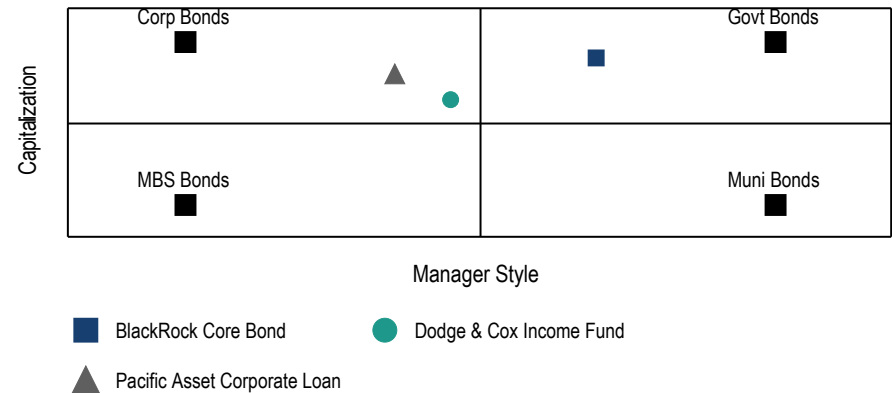 Corp Bonds
Govt Bonds
Capitalization
MBS Bonds
Muni Bonds
Manager Style
BlackRock Core Bond
Dodge & Cox Income Fund
Pacific Asset Corporate Loan